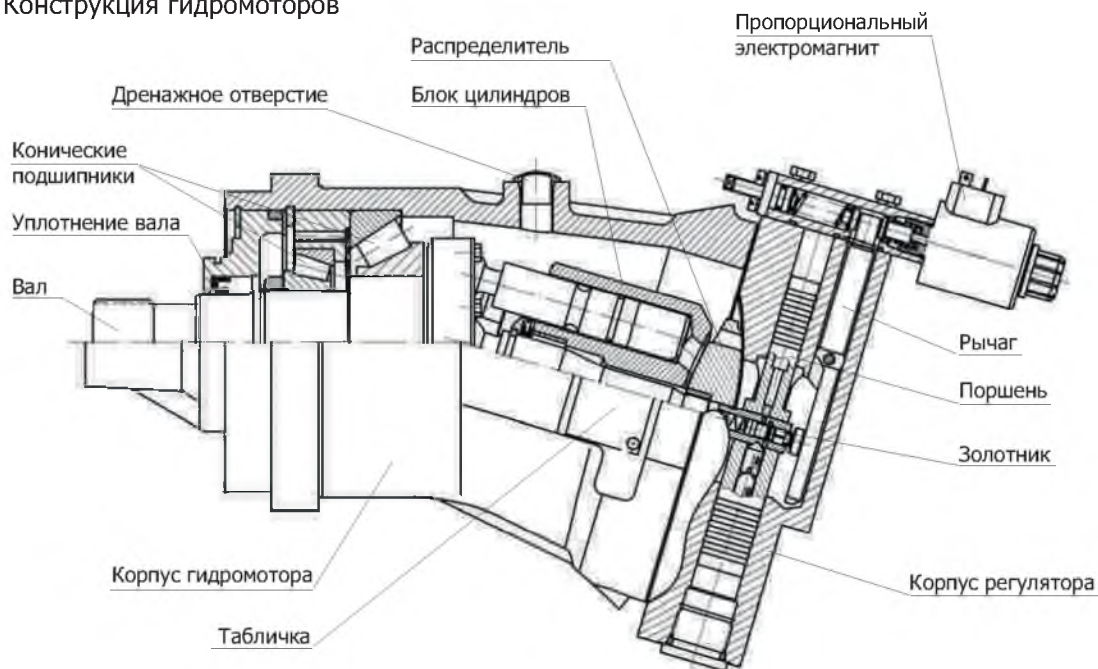 Конструкция гидромоторов
Пропорциональный
электромагнит
Распределитель
Блок цилиндров
Дренажное отверстие
Конические
подшипники
Уплотнение вала
Вал
Рычаг
Поршень
Золотник
Корпус гидромотора
Корпус регулятора
Табличка